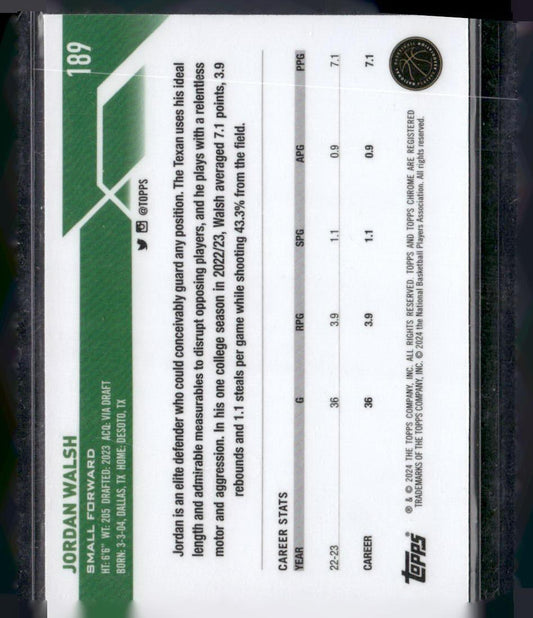 189
JORDAN WALSH
SMALL FORWARD
HT: 6'6" WT: 205 DRAFTED: 2023 ACQ: VIA DRAFT
BORN: 3-3-04, DALLAS, TX HOME: DESOTO, TX
@TOPPS
Jordan is an elite defender who could conceivably guard any position. The Texan uses his ideal
length and admirable measurables to disrupt opposing players, and he plays with a relentless
motor and aggression. In his one college season in 2022/23, Walsh averaged 7.1 points, 3.9
rebounds and 1.1 steals per game while shooting 43.3% from the field.
CAREER STATS
YEAR G RPG SPG APG PPG
22-23 36 3.9 1.1 0.9 7.1
CAREER 36 3.9 1.1 0.9 7.1
topps
® & © 2024 THE TOPPS COMPANY, INC. ALL RIGHTS RESERVED. TOPPS AND TOPPS CHROME ARE REGISTERED
TRADEMARKS OF THE TOPPS COMPANY, INC. © 2024 the National Basketball Players Association. All rights reserved.